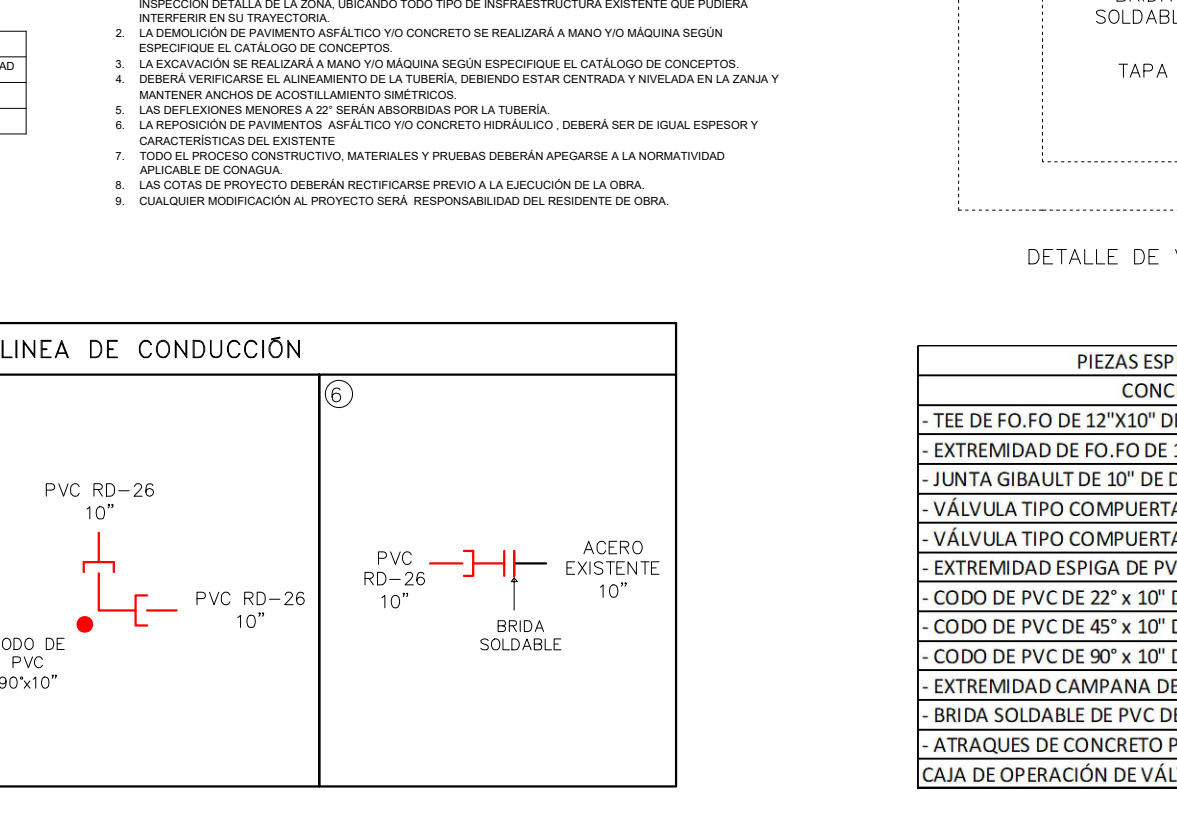 INSPECCIÓN DETALLA DE LA ZONA, UBICANDO TODO TIPO DE INSFRAESTRUCTURA EXISTENTE QUE PUDIERA
INTERFERIR EN SU TRAYECTORIA.
2. LA DEMOLICIÓN DE PAVIMENTO ASFÁLTICO Y/O CONCRETO SE REALIZARÁ A MANO Y/O MÁQUINA SEGÚN
ESPECIFIQUE EL CATÁLOGO DE CONCEPTOS.
3. LA EXCAVACIÓN SE REALIZARÁ A MANO Y/O MÁQUINA SEGÚN ESPECIFIQUE EL CATÁLOGO DE CONCEPTOS.
4. DEBERÁ VERIFICARSE EL ALINEAMIENTO DE LA TUBERÍA, DEBIENDO ESTAR CENTRADA Y NIVELADA EN LA ZANJA Y
MANTENER ANCHOS DE ACOSTILLAMIENTO SIMÉTRICOS.
5. LAS DEFLEXIONES MENORES A 22° SERÁN ABSORBIDAS POR LA TUBERÍA.
6. LA REPOSICIÓN DE PAVIMENTOS ASFÁLTICO Y/O CONCRETO HIDRÁULICO , DEBERÁ SER DE IGUAL ESPESOR Y
CARACTERÍSTICAS DEL EXISTENTE
7. TODO EL PROCESO CONSTRUCTIVO, MATERIALES Y PRUEBAS DEBERÁN APEGARSE A LA NORMATIVIDAD
APLICABLE DE CONAGUA.
8. LAS COTAS DE PROYECTO DEBERÁN RECTIFICARSE PREVIO A LA EJECUCIÓN DE LA OBRA.
9. CUALQUIER MODIFICACIÓN AL PROYECTO SERÁ RESPONSABILIDAD DEL RESIDENTE DE OBRA.
AD
SOLDABL
TAPA
DETALLE DE
LINEA DE CONDUCCIÓN
PVC RD-26
10"
PVC RD-26
10"
ODO DE
PVC
90°x10"
6
PVC
RD-26
10"
BRIDA
SOLDABLE
ACERO
EXISTENTE
10"
PIEZAS ESP
CONC
- TEE DE FO.FO DE 12"X10" D
- EXTREMIDAD DE FO.FO DE 1
- JUNTA GIBAULT DE 10" DE D
- VÁLVULA TIPO COMPUERTA
- VÁLVULA TIPO COMPUERTA
- EXTREMIDAD ESPIGA DE PV
- CODO DE PVC DE 22° x 10" D
- CODO DE PVC DE 45° x 10" D
- CODO DE PVC DE 90° x 10" D
- EXTREMIDAD CAMPANA DE
- BRIDA SOLDABLE DE PVC DE
- ATRAQUES DE CONCRETO P
CAJA DE OPERACIÓN DE VÁL